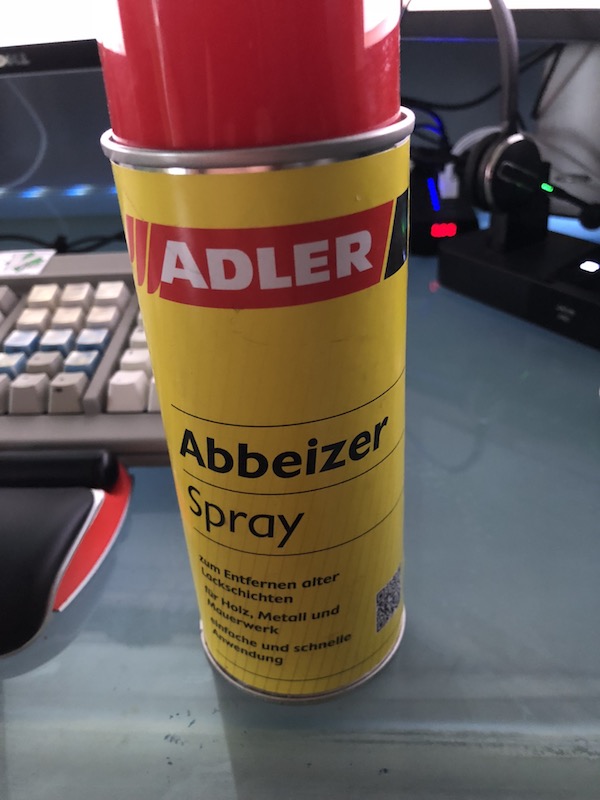 ADLER
Abbeizer
Spray
zum Entfernen alter
Lackschichten
für Holz, Metall und
Mauerwerk
einfache und schnelle
Anwendung